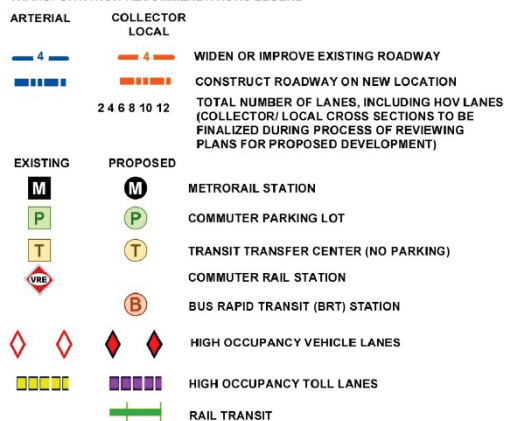 ARTERIAL COLLECTOR
LOCAL
4 4 WIDEN OR IMPROVE EXISTING ROADWAY
CONSTRUCT ROADWAY ON NEW LOCATION
2 4 6 8 10 12 TOTAL NUMBER OF LANES, INCLUDING HOV LANES
(COLLECTOR/ LOCAL CROSS SECTIONS TO BE
FINALIZED DURING PROCESS OF REVIEWING
PLANS FOR PROPOSED DEVELOPMENT)
EXISTING PROPOSED
M M METRORAIL STATION
P P COMMUTER PARKING LOT
T T TRANSIT TRANSFER CENTER (NO PARKING)
VRE COMMUTER RAIL STATION
B BUS RAPID TRANSIT (BRT) STATION
HIGH OCCUPANCY VEHICLE LANES
HIGH OCCUPANCY TOLL LANES
RAIL TRANSIT